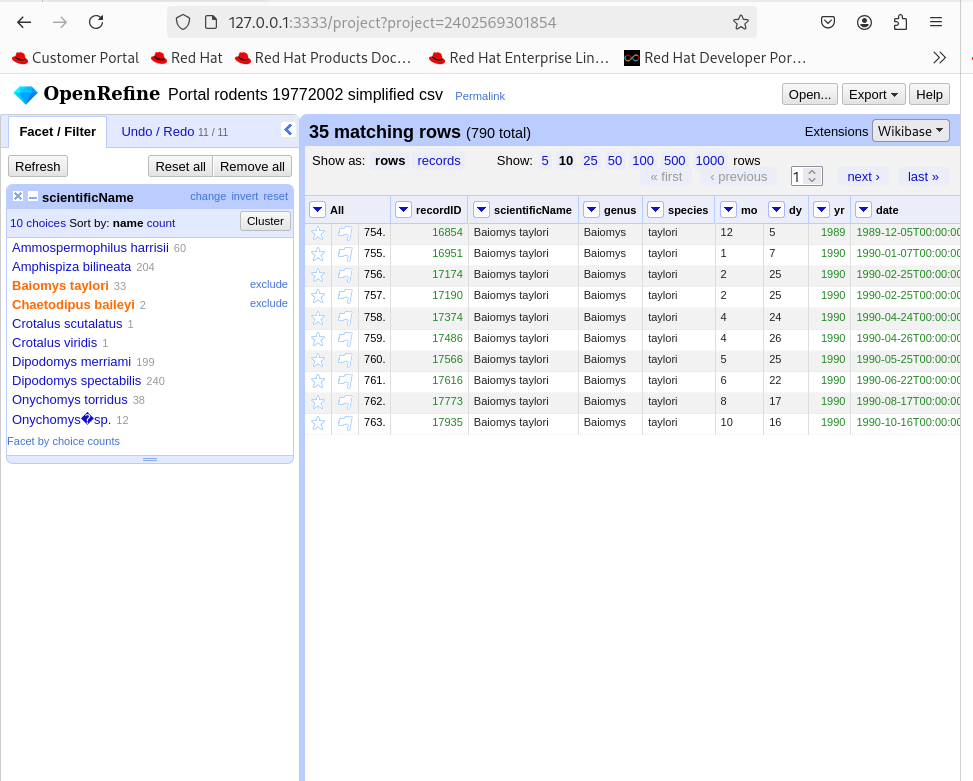 127.0.0.1:3333/project?project=2402569301854
Customer Portal Red Hat Red Hat Products Doc… Red Hat Enterprise Lin… Red Hat Developer Por…
OpenRefine Portal rodents 19772002 simplified csv Permalink Open... Export Help
Facet / Filter Undo / Redo 11 / 11
35 matching rows (790 total) Extensions Wikibase
Refresh Reset all Remove all
Show as: rows records Show: 5 10 25 50 100 500 1000 rows
« first ‹ previous 1 next › last »
scientificName change invert reset
10 choices Sort by: name count Cluster
Ammospermophilus harrisii 60
Amphispiza bilineata 204
Baiomys taylori 33 exclude
Chaetodipus baileyi 2 exclude
Crotalus scutalatus 1
Crotalus viridis 1
Dipodomys merriami 199
Dipodomys spectabilis 240
Onychomys torridus 38
Onychomys�sp. 12
Facet by choice counts
All recordID scientificName genus species mo dy yr date
754. 16854 Baiomys taylori Baiomys taylori 12 5 1989 1989-12-05T00:00:00
755. 16951 Baiomys taylori Baiomys taylori 1 7 1990 1990-01-07T00:00:00
756. 17174 Baiomys taylori Baiomys taylori 2 25 1990 1990-02-25T00:00:00
757. 17190 Baiomys taylori Baiomys taylori 2 25 1990 1990-02-25T00:00:00
758. 17374 Baiomys taylori Baiomys taylori 4 24 1990 1990-04-24T00:00:00
759. 17486 Baiomys taylori Baiomys taylori 4 26 1990 1990-04-26T00:00:00
760. 17566 Baiomys taylori Baiomys taylori 5 25 1990 1990-05-25T00:00:00
761. 17616 Baiomys taylori Baiomys taylori 6 22 1990 1990-06-22T00:00:00
762. 17773 Baiomys taylori Baiomys taylori 8 17 1990 1990-08-17T00:00:00
763. 17935 Baiomys taylori Baiomys taylori 10 16 1990 1990-10-16T00:00:00